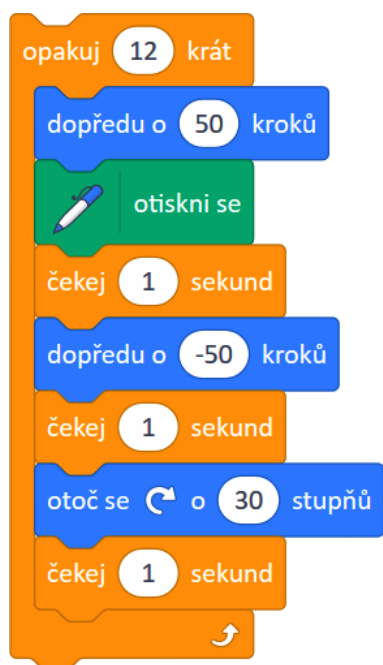 opakuj 12 krát
dopředu o 50 kroků
otiskni se
čekej 1 sekund
dopředu o -50 kroků
čekej 1 sekund
otoč se o 30 stupňů
čekej 1 sekund